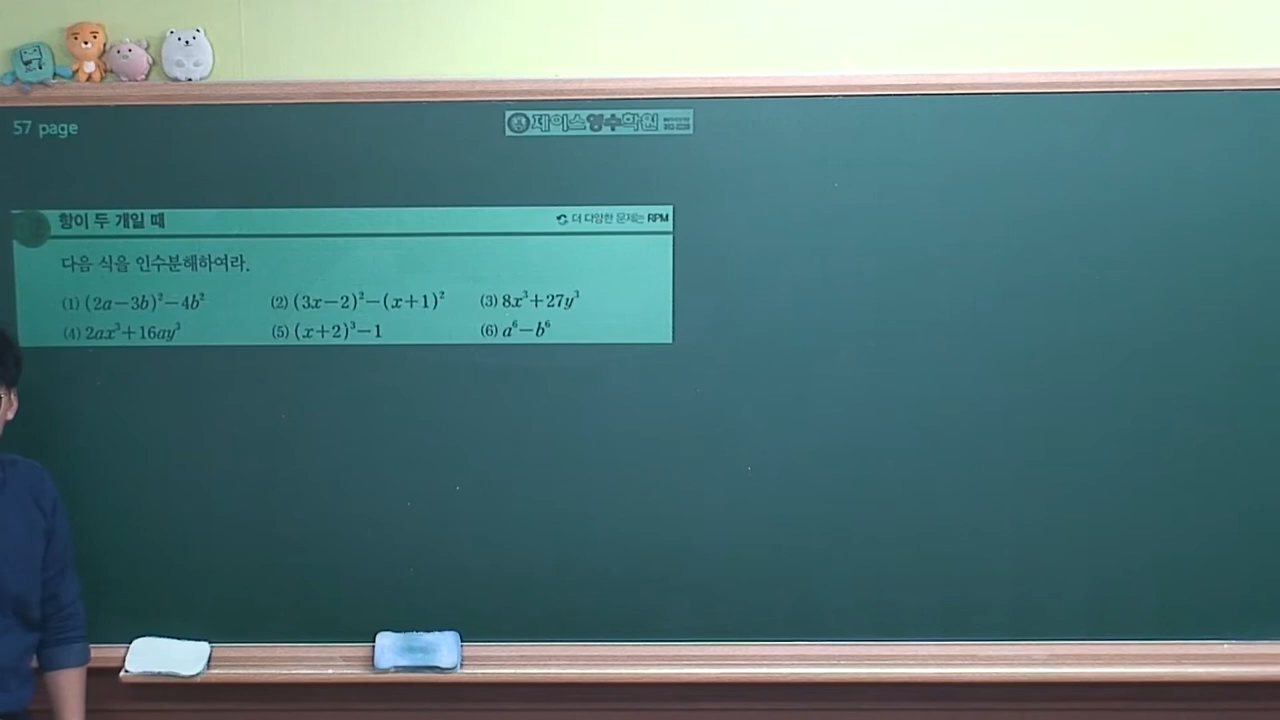 57 page
제이스영수학원
항이 두 개일 때
더 다양한 문제는 RPM
다음 식을 인수분해하여라.
(1) (2a−3b)²−4b² (2) (3x−2)²−(x+1)² (3) 8x³+27y³
(4) 2ax³+16ay³ (5) (x+2)³−1 (6) a⁶−b⁶